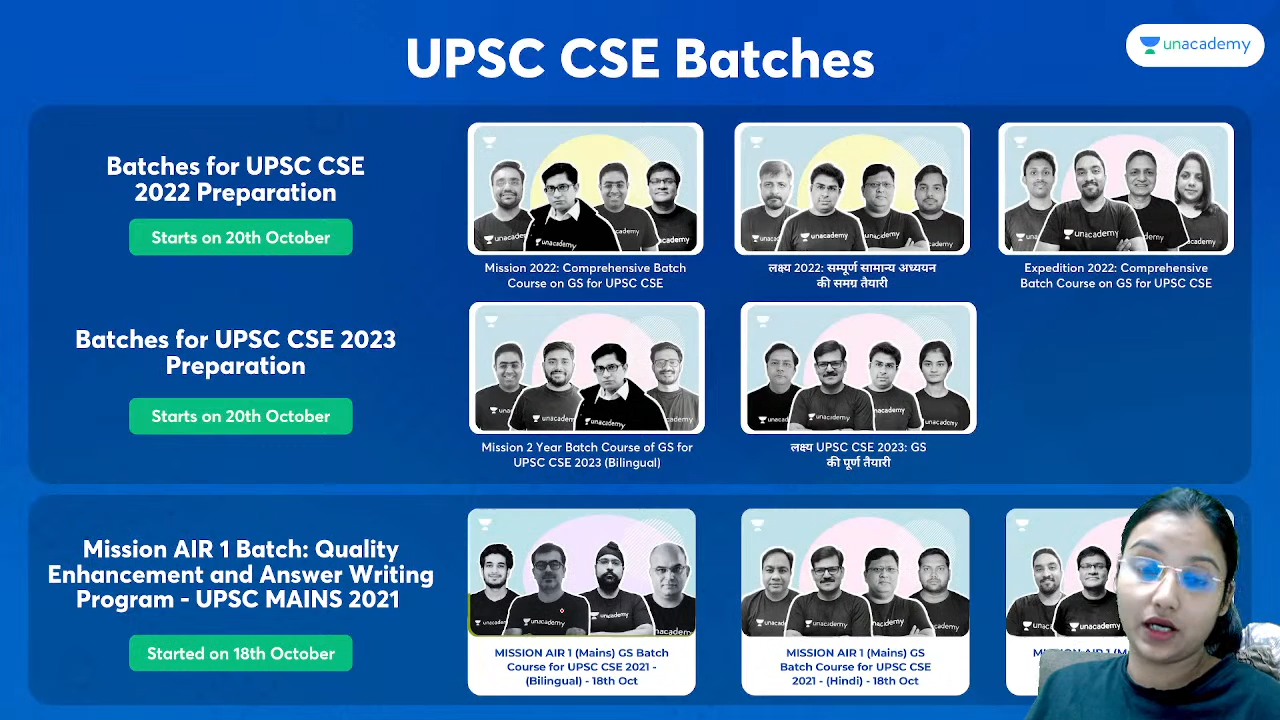 UPSC CSE Batches
unacademy
Batches for UPSC CSE
2022 Preparation
Starts on 20th October
Mission 2022: Comprehensive Batch
Course on GS for UPSC CSE
लक्ष्य 2022: सम्पूर्ण सामान्य अध्ययन
की समग्र तैयारी
Expedition 2022: Comprehensive
Batch Course on GS for UPSC CSE
Batches for UPSC CSE 2023
Preparation
Starts on 20th October
Mission 2 Year Batch Course of GS for
UPSC CSE 2023 (Bilingual)
लक्ष्य UPSC CSE 2023: GS
की पूर्ण तैयारी
Mission AIR 1 Batch: Quality
Enhancement and Answer Writing
Program - UPSC MAINS 2021
Started on 18th October
MISSION AIR 1 (Mains) GS Batch
Course for UPSC CSE 2021 -
(Bilingual) - 18th Oct
MISSION AIR 1 (Mains) GS
Batch Course for UPSC CSE
2021 - (Hindi) - 18th Oct